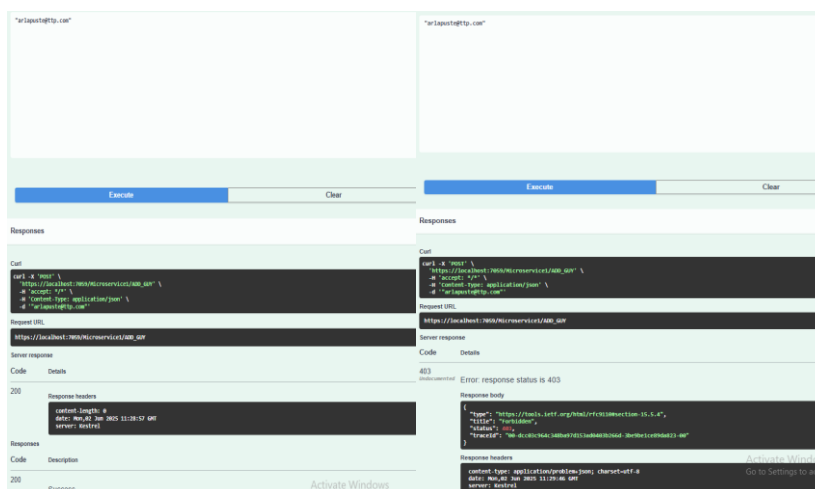 "arlapuste@ttp.com"
Execute
Clear
Responses
Curl
curl -X 'POST' \
'https://localhost:7059/Microservice1/ADD_GUY' \
-H 'accept: */*' \
-H 'Content-Type: application/json' \
-d '"arlapuste@ttp.com"'
Request URL
https://localhost:7059/Microservice1/ADD_GUY
Server response
Code Details
200
Response headers
content-length: 0
date: Mon,02 Jun 2025 11:28:57 GMT
server: Kestrel
Responses
Code Description
200
Success
Activate Windows
"arlapuste@ttp.com"
Execute
Clear
Responses
Curl
curl -X 'POST' \
'https://localhost:7059/Microservice1/ADD_GUY' \
-H 'accept: */*' \
-H 'Content-Type: application/json' \
-d '"arlapuste@ttp.com"'
Request URL
https://localhost:7059/Microservice1/ADD_GUY
Server response
Code Details
403
Undocumented
Error: response status is 403
Response body
{
"type": "https://tools.ietf.org/html/rfc9110#section-15.5.4",
"title": "Forbidden",
"status": 403,
"traceId":
}
Response headers
content-type: application/problem+json; charset=utf-8
date: Mon,02 Jun 2025 11:29:46 GMT
server: Kestrel
Activate Wind
Go to Settings to a